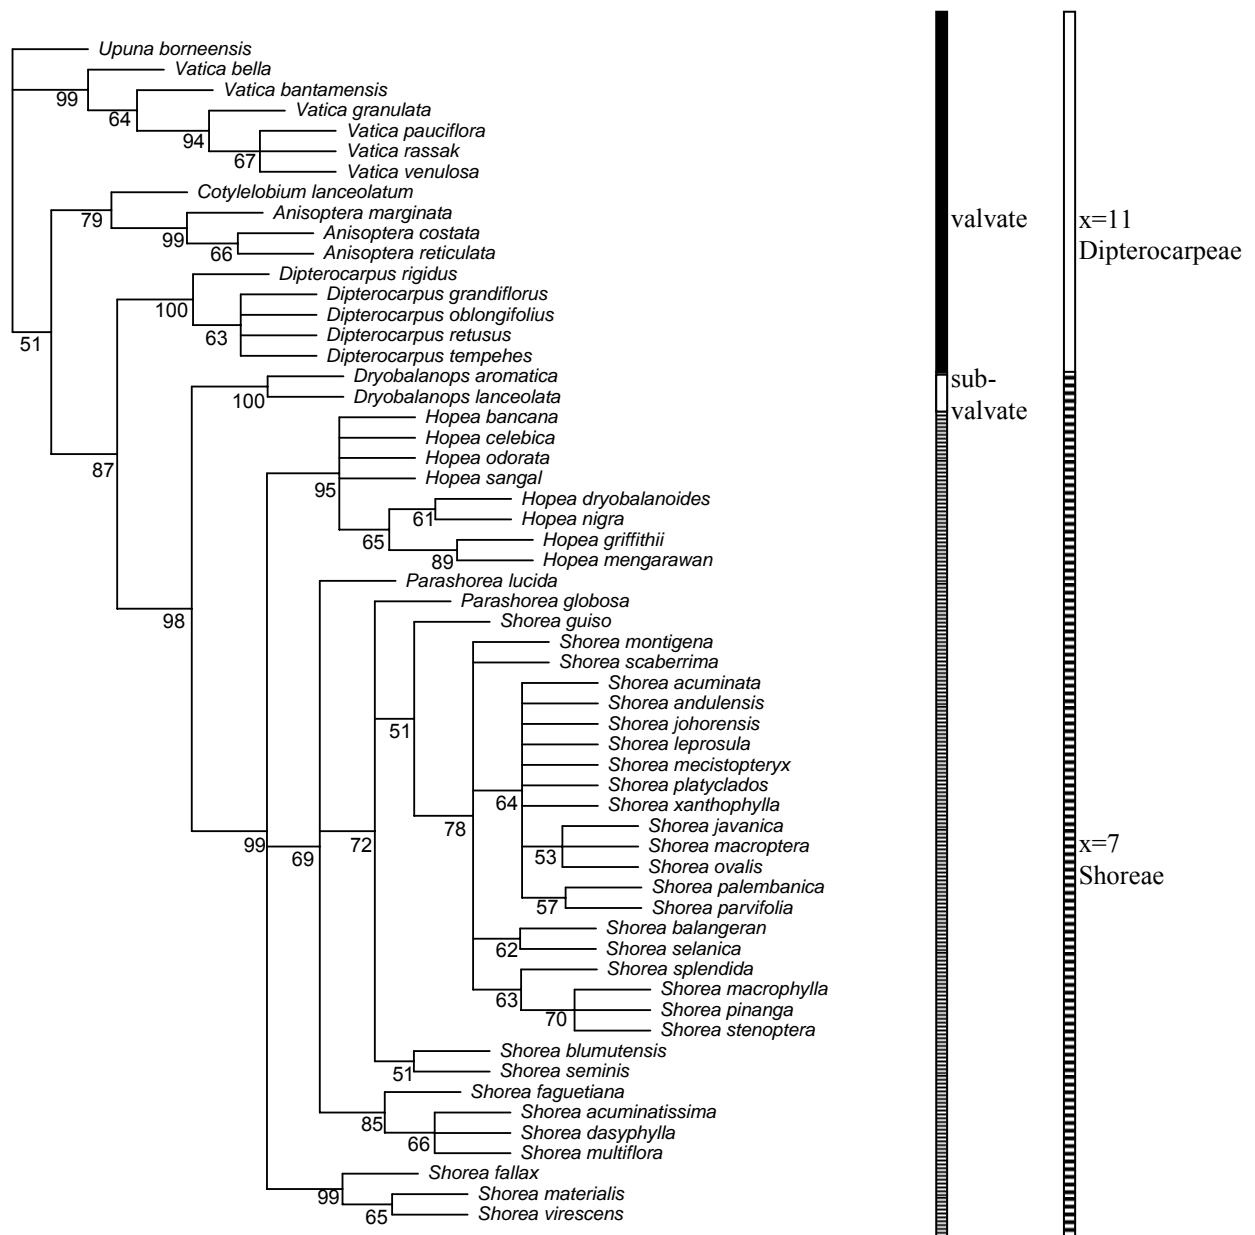 Upuna borneensis
Vatica bella
99
Vatica bantamensis
64
Vatica granulata
94
Vatica pauciflora
Vatica rassak
67
Vatica venulosa
Cotylelobium lanceolatum
79
Anisoptera marginata
99
Anisoptera costata
66
Anisoptera reticulata
valvate
x=11
Dipterocarpeae
Dipterocarpus rigidus
100
Dipterocarpus grandiflorus
Dipterocarpus oblongifolius
63
Dipterocarpus retusus
51
Dipterocarpus tempehes
Dryobalanops aromatica
100
Dryobalanops lanceolata
sub-
valvate
Hopea bancana
Hopea celebica
Hopea odorata
87
Hopea sangal
95
Hopea dryobalanoides
61
Hopea nigra
65
Hopea griffithii
89
Hopea mengarawan
Parashorea lucida
Parashorea globosa
98
Shorea guiso
Shorea montigena
Shorea scaberrima
Shorea acuminata
Shorea andulensis
51
Shorea johorensis
Shorea leprosula
Shorea mecistopteryx
Shorea platyclados
64
Shorea xanthophylla
78
Shorea javanica
99
69
72
Shorea macroptera
53
Shorea ovalis
x=7
Shoreae
Shorea palembanica
57
Shorea parvifolia
Shorea balangeran
62
Shorea selanica
Shorea splendida
63
Shorea macrophylla
70
Shorea pinanga
Shorea stenoptera
Shorea blumutensis
51
Shorea seminis
Shorea faguetiana
85
Shorea acuminatissima
66
Shorea dasyphylla
Shorea multiflora
Shorea fallax
99
Shorea materialis
65
Shorea virescens